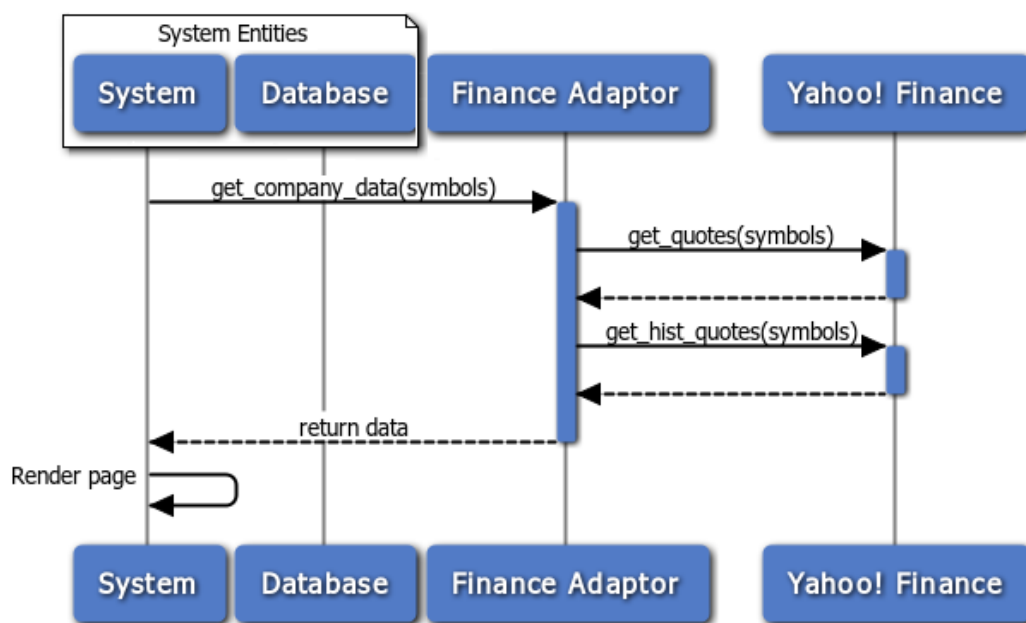 System Entities
System
Database
Finance Adaptor
Yahoo! Finance
get_company_data(symbols)
get_quotes(symbols)
get_hist_quotes(symbols)
return data
Render page
System
Database
Finance Adaptor
Yahoo! Finance